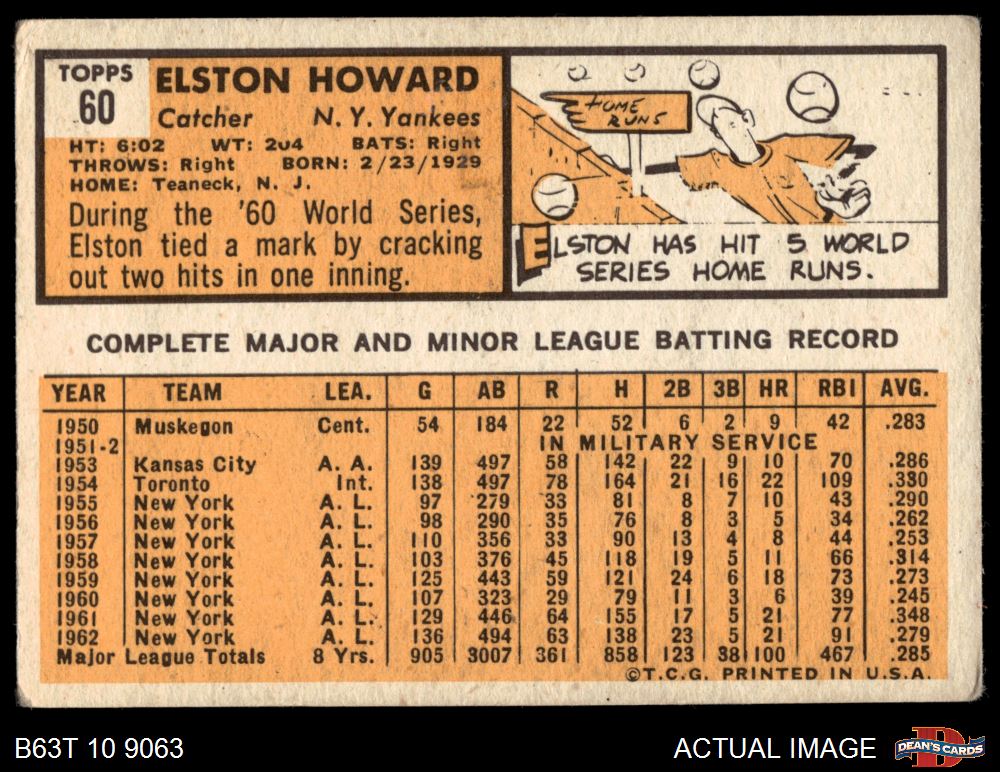 TOPPS
60
ELSTON HOWARD
Catcher N. Y. Yankees
HT: 6:02 WT: 204 BATS: Right
THROWS: Right BORN: 2/23/1929
HOME: Teaneck, N. J.
During the '60 World Series,
Elston tied a mark by cracking
out two hits in one inning.
HOME
RUNS
ELSTON HAS HIT 5 WORLD
SERIES HOME RUNS.
COMPLETE MAJOR AND MINOR LEAGUE BATTING RECORD
YEAR TEAM LEA. G AB R H 2B 3B HR RBI AVG.
1950 Muskegon Cent. 54 184 22 52 6 2 9 42 .283
1951-2 IN MILITARY SERVICE
1953 Kansas City A. A. 139 497 58 142 22 9 10 70 .286
1954 Toronto Int. 138 497 78 164 21 16 22 109 .330
1955 New York A. L. 97 279 33 81 8 7 10 43 .290
1956 New York A. L. 98 290 35 76 8 3 5 34 .262
1957 New York A. L. 110 356 33 90 13 4 8 44 .253
1958 New York A. L. 103 376 45 118 19 5 11 66 .314
1959 New York A. L. 125 443 59 121 24 6 18 73 .273
1960 New York A. L. 107 323 29 79 11 3 6 39 .245
1961 New York A. L. 129 446 64 155 17 5 21 77 .348
1962 New York A. L. 136 494 63 138 23 5 21 91 .279
Major League Totals 8 Yrs. 905 3007 361 858 123 38 100 467 .285
©T.C.G. PRINTED IN U.S.A.
B63T 10 9063 ACTUAL IMAGE DEAN'S CARDS